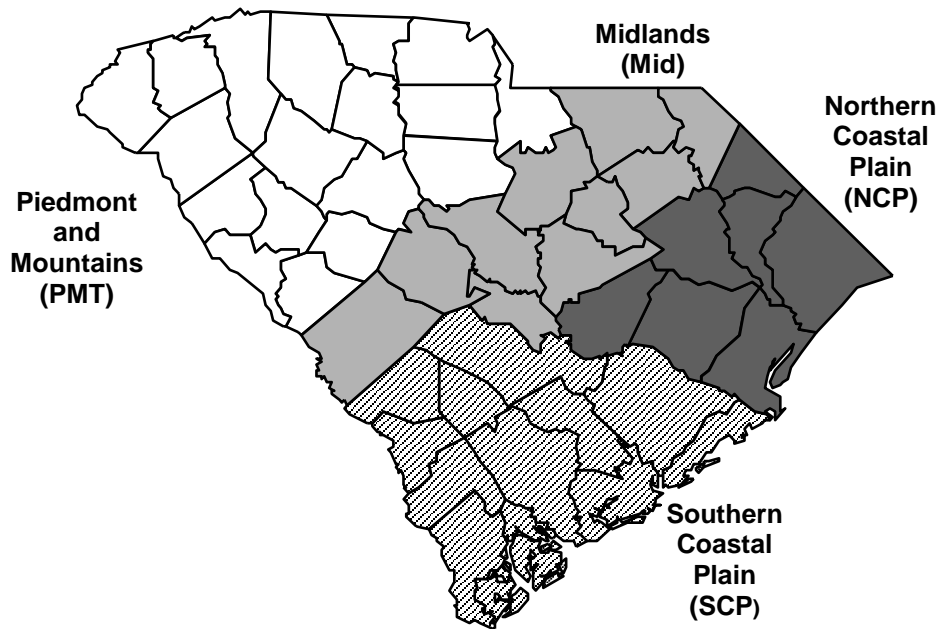 Midlands
(Mid)
Northern
Coastal
Plain
(NCP)
Piedmont
and
Mountains
(PMT)
Southern
Coastal
Plain
(SCP)